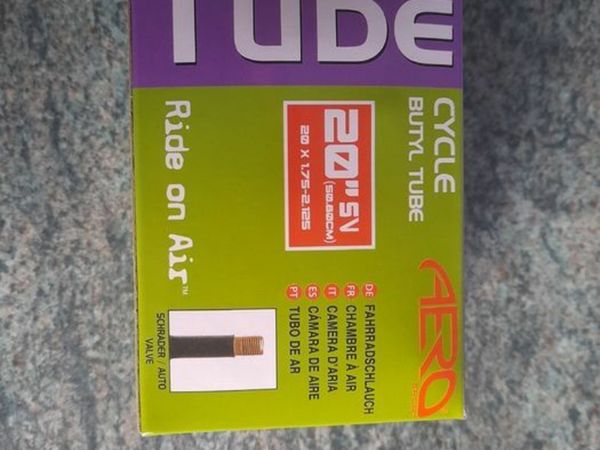 TUBE
CYCLE
BUTYL TUBE
AERO
20" SV
(50.80CM)
20 X 1.75-2.125
DE FAHRRADSCHLAUCH
FR CHAMBRE À AIR
IT CAMERA D'ARIA
ES CÁMARA DE AIRE
PT TUBO DE AR
Ride on Air™
SCHRADER / AUTO
VALVE